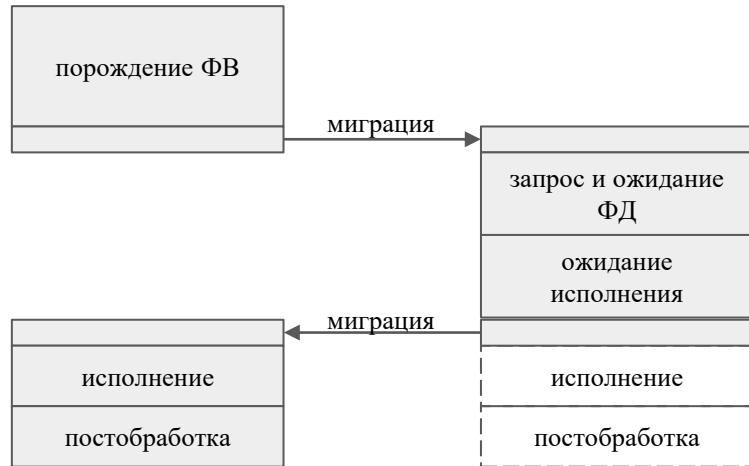 порождение ФВ
миграция
запрос и ожидание
ФД
ожидание
исполнения
миграция
исполнение
исполнение
постобработка
постобработка